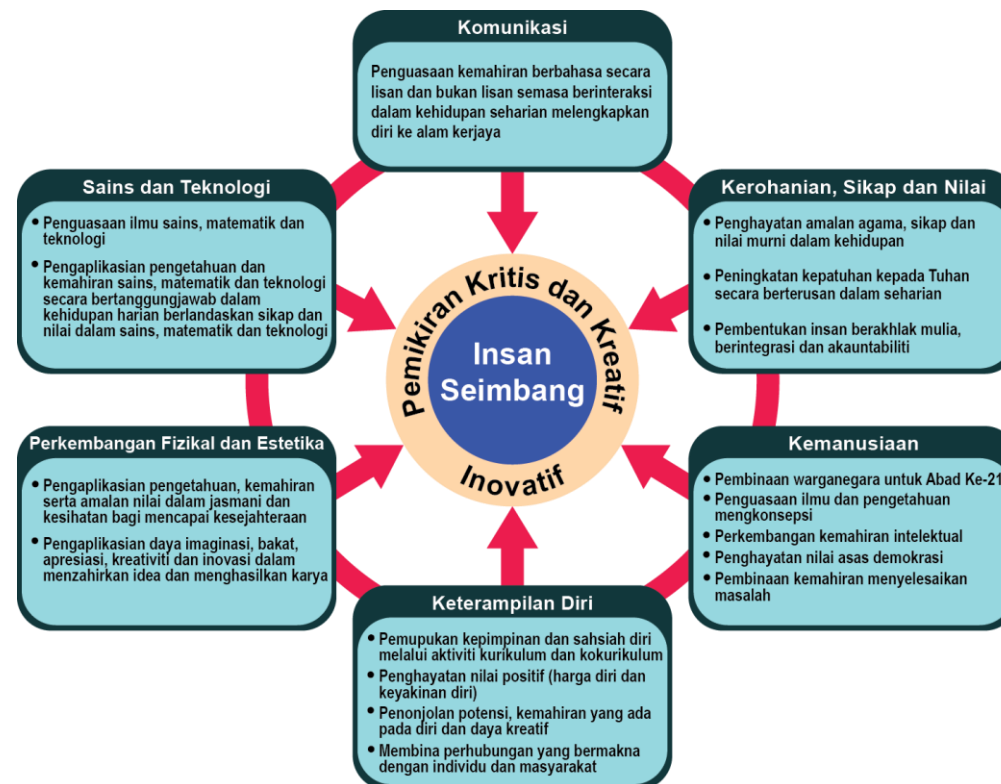 Komunikasi
Penguasaan kemahiran berbahasa secara
lisan dan bukan lisan semasa berinteraksi
dalam kehidupan seharian melengkapkan
diri ke alam kerjaya
Sains dan Teknologi
• Penguasaan ilmu sains, matematik dan
teknologi
• Pengaplikasian pengetahuan dan
kemahiran sains, matematik dan teknologi
secara bertanggungjawab dalam
kehidupan harian berlandaskan sikap dan
nilai dalam sains, matematik dan teknologi
Kerohanian, Sikap dan Nilai
• Penghayatan amalan agama, sikap dan
nilai murni dalam kehidupan
• Peningkatan kepatuhan kepada Tuhan
secara berterusan dalam seharian
• Pembentukan insan berakhlak mulia,
berintegrasi dan akauntabiliti
Pemikiran Kritis dan Kreatif
Insan
Seimbang
Inovatif
Perkembangan Fizikal dan Estetika
• Pengaplikasian pengetahuan, kemahiran
serta amalan nilai dalam jasmani dan
kesihatan bagi mencapai kesejahteraan
• Pengaplikasian daya imaginasi, bakat,
apresiasi, kreativiti dan inovasi dalam
menzahirkan idea dan menghasilkan karya
Kemanusiaan
• Pembinaan warganegara untuk Abad Ke-21
• Penguasaan ilmu dan pengetahuan
mengkonsepsi
• Perkembangan kemahiran intelektual
• Penghayatan nilai asas demokrasi
• Pembinaan kemahiran menyelesaikan
masalah
Keterampilan Diri
• Pemupukan kepimpinan dan sahsiah diri
melalui aktiviti kurikulum dan kokurikulum
• Penghayatan nilai positif (harga diri dan
keyakinan diri)
• Penonjolan potensi, kemahiran yang ada
pada diri dan daya kreatif
• Membina perhubungan yang bermakna
dengan individu dan masyarakat